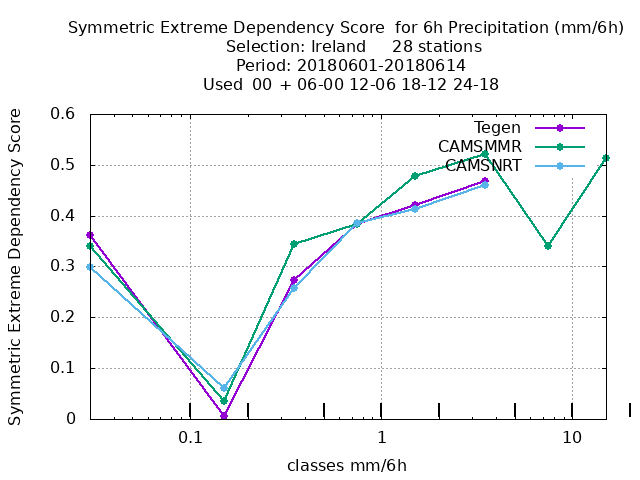 Symmetric Extreme Dependency Score for 6h Precipitation (mm/6h)
Selection: Ireland 28 stations
Period: 20180601-20180614
Used 00 + 06-00 12-06 18-12 24-18
Symmetric Extreme Dependency Score
0.6
0.5
0.4
0.3
0.2
0.1
0
Tegen
CAMSMMR
CAMSNRT
0.1
1
10
classes mm/6h